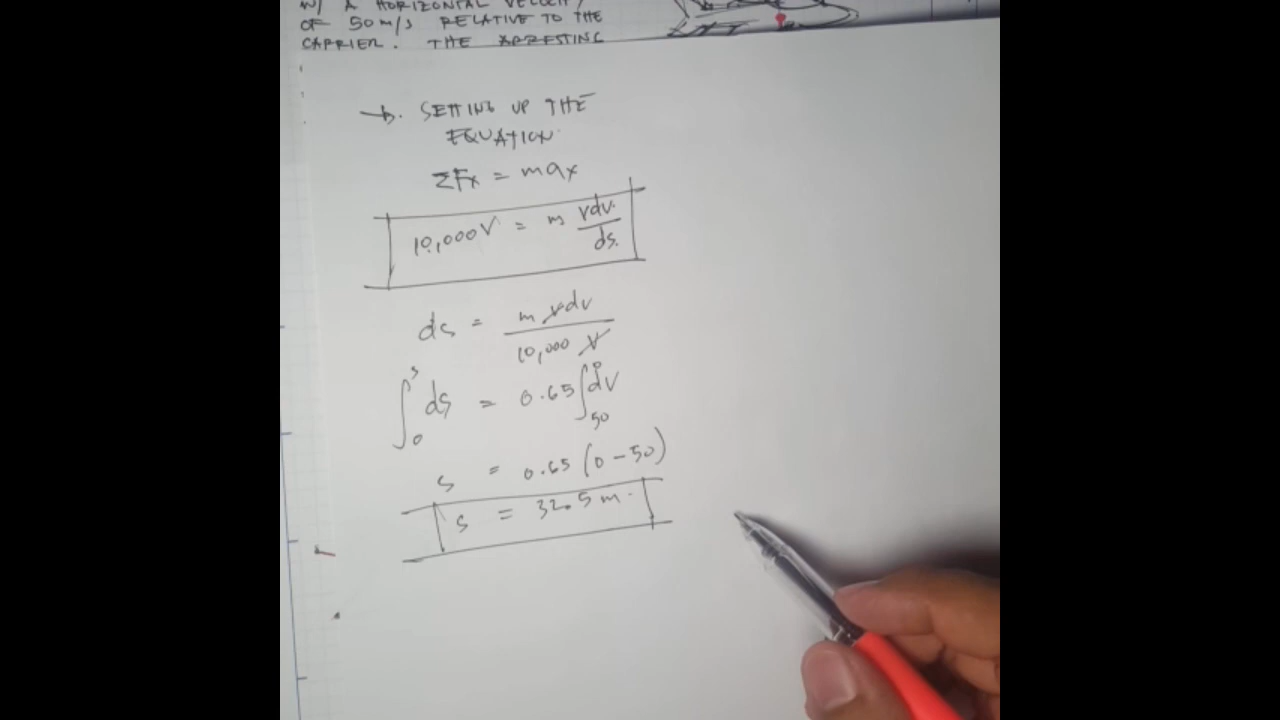 W/ A HORIZONTAL VELOCITY
OF 50 m/s RELATIVE TO THE
CARRIER. THE ARRESTING
→ SETTING UP THE
EQUATION.
ΣFx = max
10,000V = m vdv/ds.
ds = m vdv / 10,000 V
∫₀ˢ ds = 0.65 ∫₅₀⁰ dV
s = 0.65 (0 - 50)
s = 32.5 m.